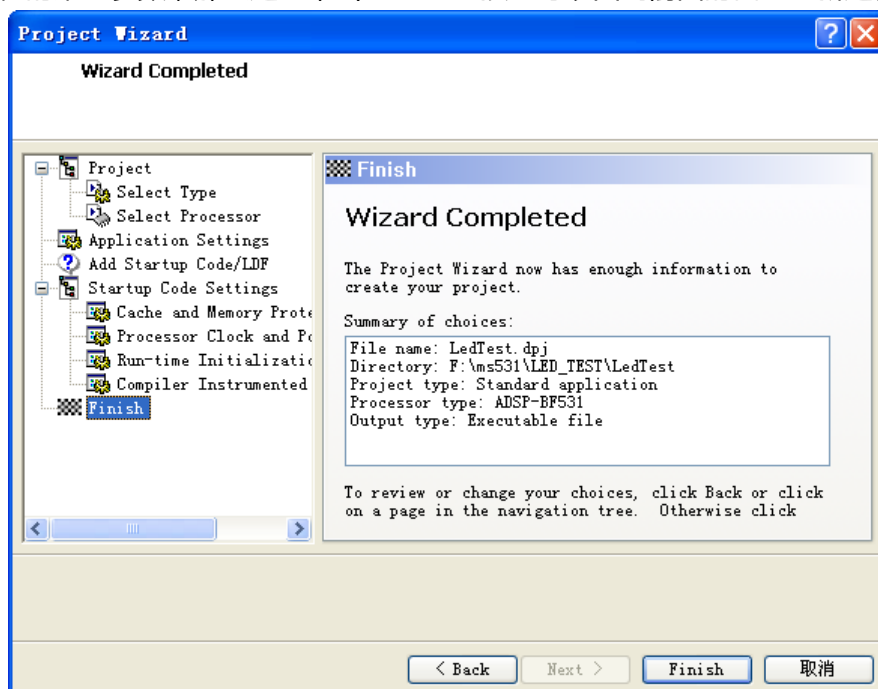 Project Wizard
Wizard Completed
Project
Select Type
Select Processor
Application Settings
Add Startup Code/LDF
Startup Code Settings
Cache and Memory Prote
Processor Clock and Po
Run-time Initializatio
Compiler Instrumented
Finish
Finish
Wizard Completed
The Project Wizard now has enough information to
create your project.
Summary of choices:
File name: LedTest.dpj
Directory: F:\ms531\LED_TEST\LedTest
Project type: Standard application
Processor type: ADSP-BF531
Output type: Executable file
To review or change your choices, click Back or click
on a page in the navigation tree. Otherwise click
< Back
Next >
Finish
取消